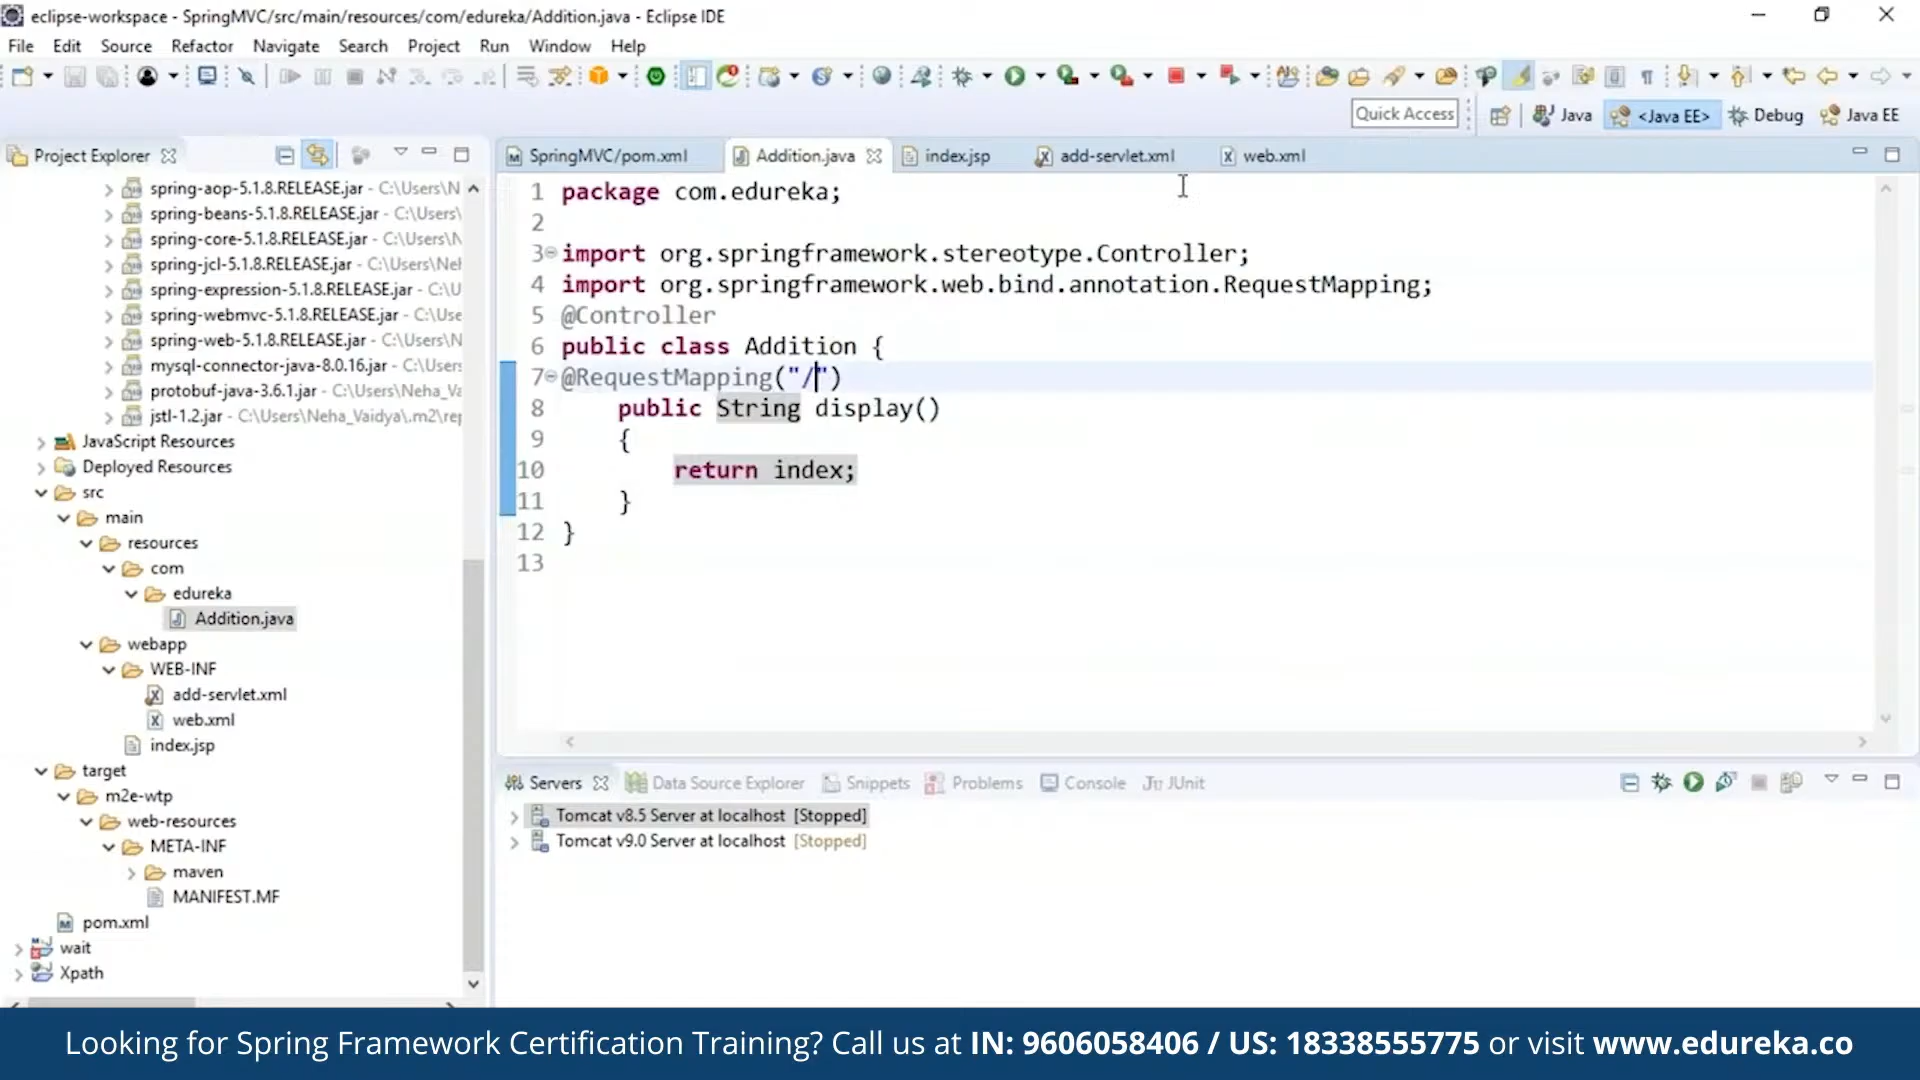 eclipse-workspace - SpringMVC/src/main/resources/com/edureka/Addition.java - Eclipse IDE
File Edit Source Refactor Navigate Search Project Run Window Help
Quick Access
Java <Java EE> Debug Java EE
Project Explorer
spring-aop-5.1.8.RELEASE.jar - C:\Users\N
spring-beans-5.1.8.RELEASE.jar - C:\Users\
spring-core-5.1.8.RELEASE.jar - C:\Users\N
spring-jcl-5.1.8.RELEASE.jar - C:\Users\Nel
spring-expression-5.1.8.RELEASE.jar - C:\U
spring-webmvc-5.1.8.RELEASE.jar - C:\Use
spring-web-5.1.8.RELEASE.jar - C:\Users\N
mysql-connector-java-8.0.16.jar - C:\Users\
protobuf-java-3.6.1.jar - C:\Users\Neha_Va
jstl-1.2.jar - C:\Users\Neha_Vaidya\.m2\rep
JavaScript Resources
Deployed Resources
src
main
resources
com
edureka
Addition.java
webapp
WEB-INF
add-servlet.xml
web.xml
index.jsp
target
m2e-wtp
web-resources
META-INF
maven
MANIFEST.MF
pom.xml
wait
Xpath
SpringMVC/pom.xml Addition.java index.jsp add-servlet.xml web.xml
1 package com.edureka;
2
3 import org.springframework.stereotype.Controller;
4 import org.springframework.web.bind.annotation.RequestMapping;
5 @Controller
6 public class Addition {
7 @RequestMapping("/")
8 public String display()
9 {
10 return index;
11 }
12 }
13
Servers Data Source Explorer Snippets Problems Console JUnit
Tomcat v8.5 Server at localhost [Stopped]
Tomcat v9.0 Server at localhost [Stopped]
Looking for Spring Framework Certification Training? Call us at IN: 9606058406 / US: 18338555775 or visit www.edureka.co